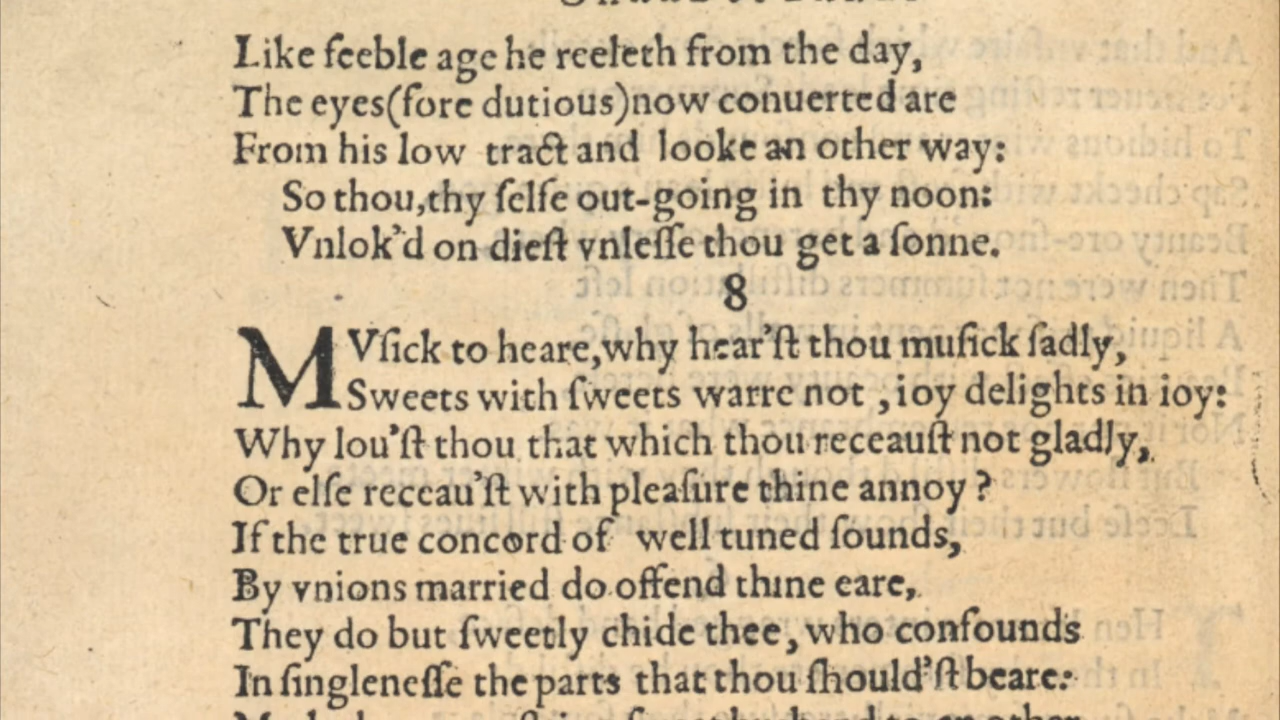 Like feeble age he reeleth from the day,
The eyes(fore dutious)now conuerted are
From his low tract and looke an other way:
So thou,thy ſelfe out-going in thy noon:
Vnlok'd on dieſt vnleſſe thou get a ſonne.
8
MVſick to heare,why hear'ſt thou muſick ſadly,
Sweets with ſweets warre not ,ioy delights in ioy:
Why lou'ſt thou that which thou receauſt not gladly,
Or elſe receau'ſt with pleaſure thine annoy ?
If the true concord of well tuned ſounds,
By vnions married do offend thine eare,
They do but ſweetly chide thee, who confounds
In ſingleneſſe the parts that thou ſhould'ſt beare: